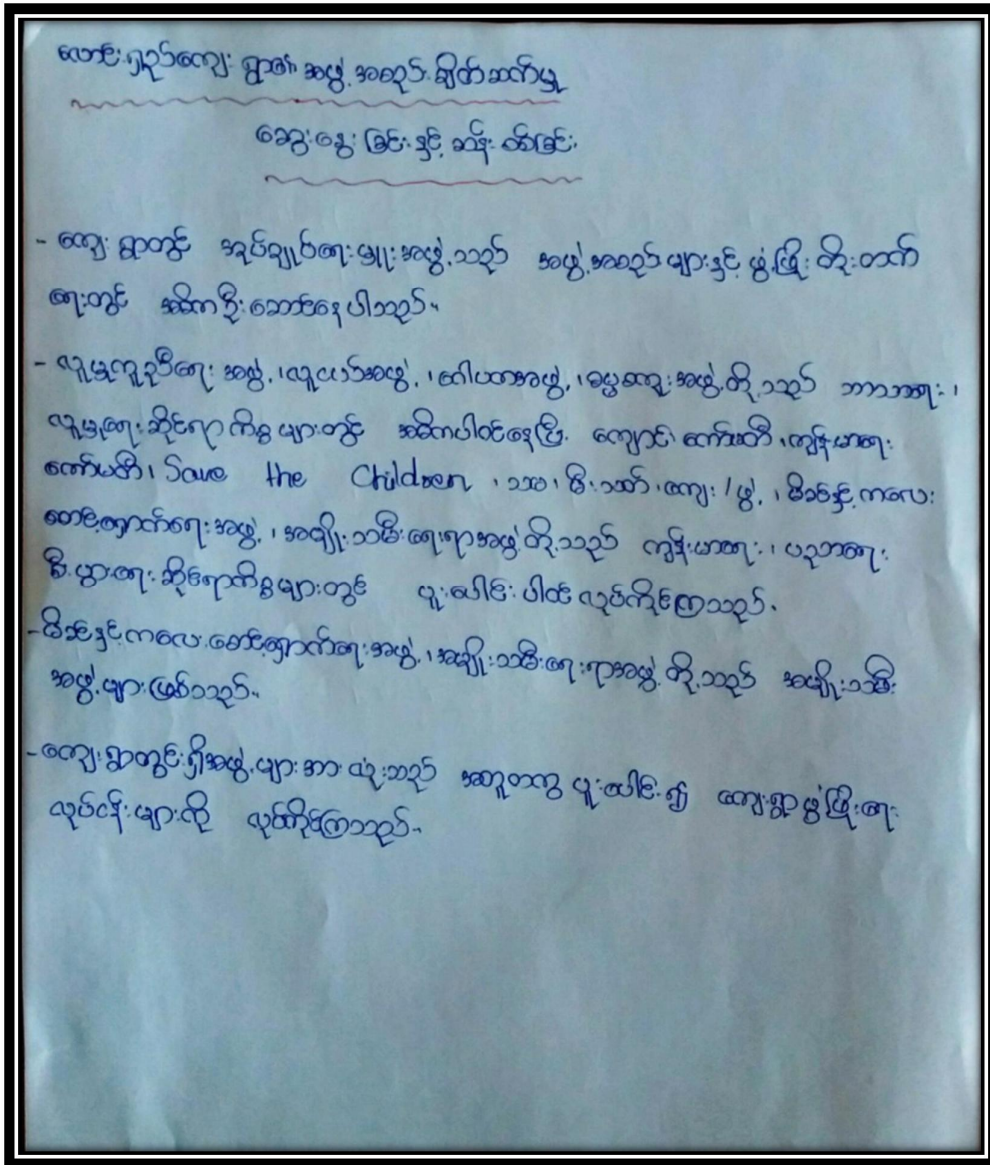 လောင်းရှည်ကျေးရွာ၏ အဖွဲ့အစည်းချိတ်ဆက်မှု
ဆွေးနွေးခြင်းနှင့် ဆန်းစစ်ခြင်း
- ကျေးရွာတွင် အုပ်ချုပ်ရေးမှူးအဖွဲ့သည် အဖွဲ့အစည်းများနှင့် ဖွံ့ဖြိုးတိုးတက်
ရေးတွင် အဓိကဦးဆောင်နေပါသည်။
- လူမှုကူညီရေးအဖွဲ့၊ လူငယ်အဖွဲ့၊ ဂေါပကအဖွဲ့၊ ဓမ္မစကူးအဖွဲ့တို့သည် ဘာသာရေး၊
လူမှုရေးဆိုင်ရာကိစ္စများတွင် အဓိကပါဝင်နေပြီး ကျောင်းကော်မတီ၊ ကျန်းမာရေး
ကော်မတီ၊ Save the Children ၊ သစ၊ မီးသတ်၊ ကျေး/ဖွံ့၊ မိခင်နှင့်ကလေး
စောင့်ရှောက်ရေးအဖွဲ့၊ အမျိုးသမီးရေးရာအဖွဲ့တို့သည် ကျန်းမာရေး၊ ပညာရေး
စီးပွားရေးဆိုင်ရာကိစ္စများတွင် ပူးပေါင်းပါဝင်လုပ်ကိုင်ကြသည်။
- မိခင်နှင့်ကလေးစောင့်ရှောက်ရေးအဖွဲ့၊ အမျိုးသမီးရေးရာအဖွဲ့တို့သည် အမျိုးသမီး
အဖွဲ့များဖြစ်သည်။
- ကျေးရွာတွင်းရှိအဖွဲ့များအားလုံးသည် အတူတကွပူးပေါင်း၍ ကျေးရွာဖွံ့ဖြိုးရေး
လုပ်ငန်းများကို လုပ်ကိုင်ကြသည်။